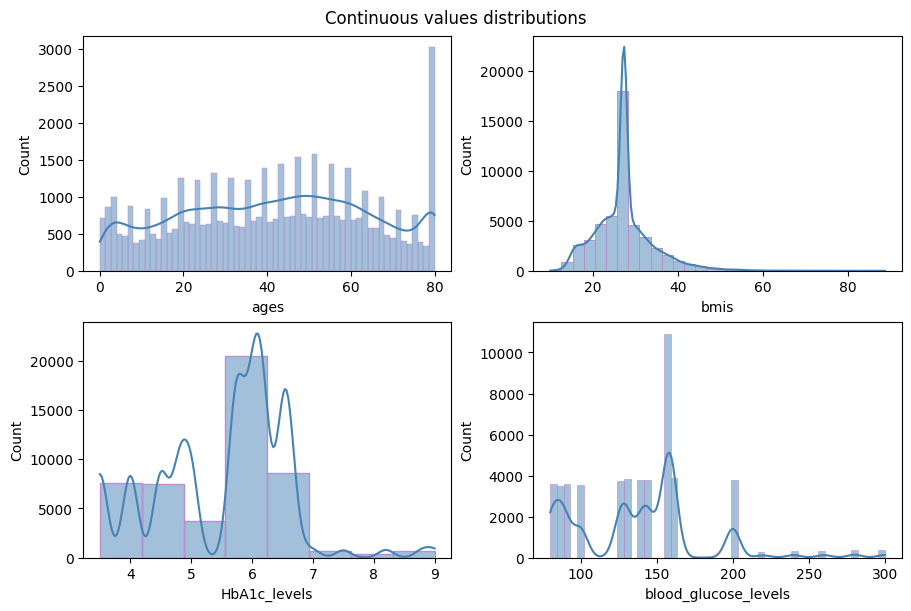 Continuous values distributions
3000
2500
2000
1500
1000
500
0
Count
0 20 40 60 80
ages
20000
15000
10000
5000
0
Count
20 40 60 80
bmis
20000
15000
10000
5000
0
Count
4 5 6 7 8 9
HbA1c_levels
10000
8000
6000
4000
2000
0
Count
100 150 200 250 300
blood_glucose_levels